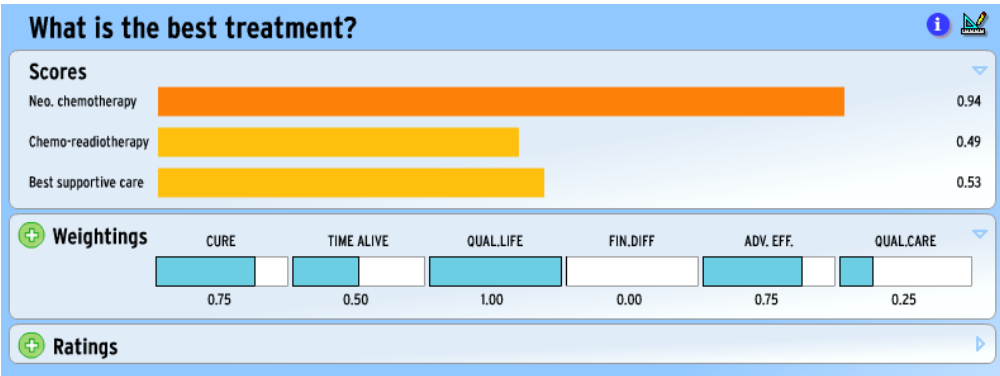 What is the best treatment?
i
Scores
Neo. chemotherapy 0.94
Chemo-readiotherapy 0.49
Best supportive care 0.53
Weightings
CURE TIME ALIVE QUAL.LIFE FIN.DIFF ADV. EFF. QUAL.CARE
0.75 0.50 1.00 0.00 0.75 0.25
Ratings